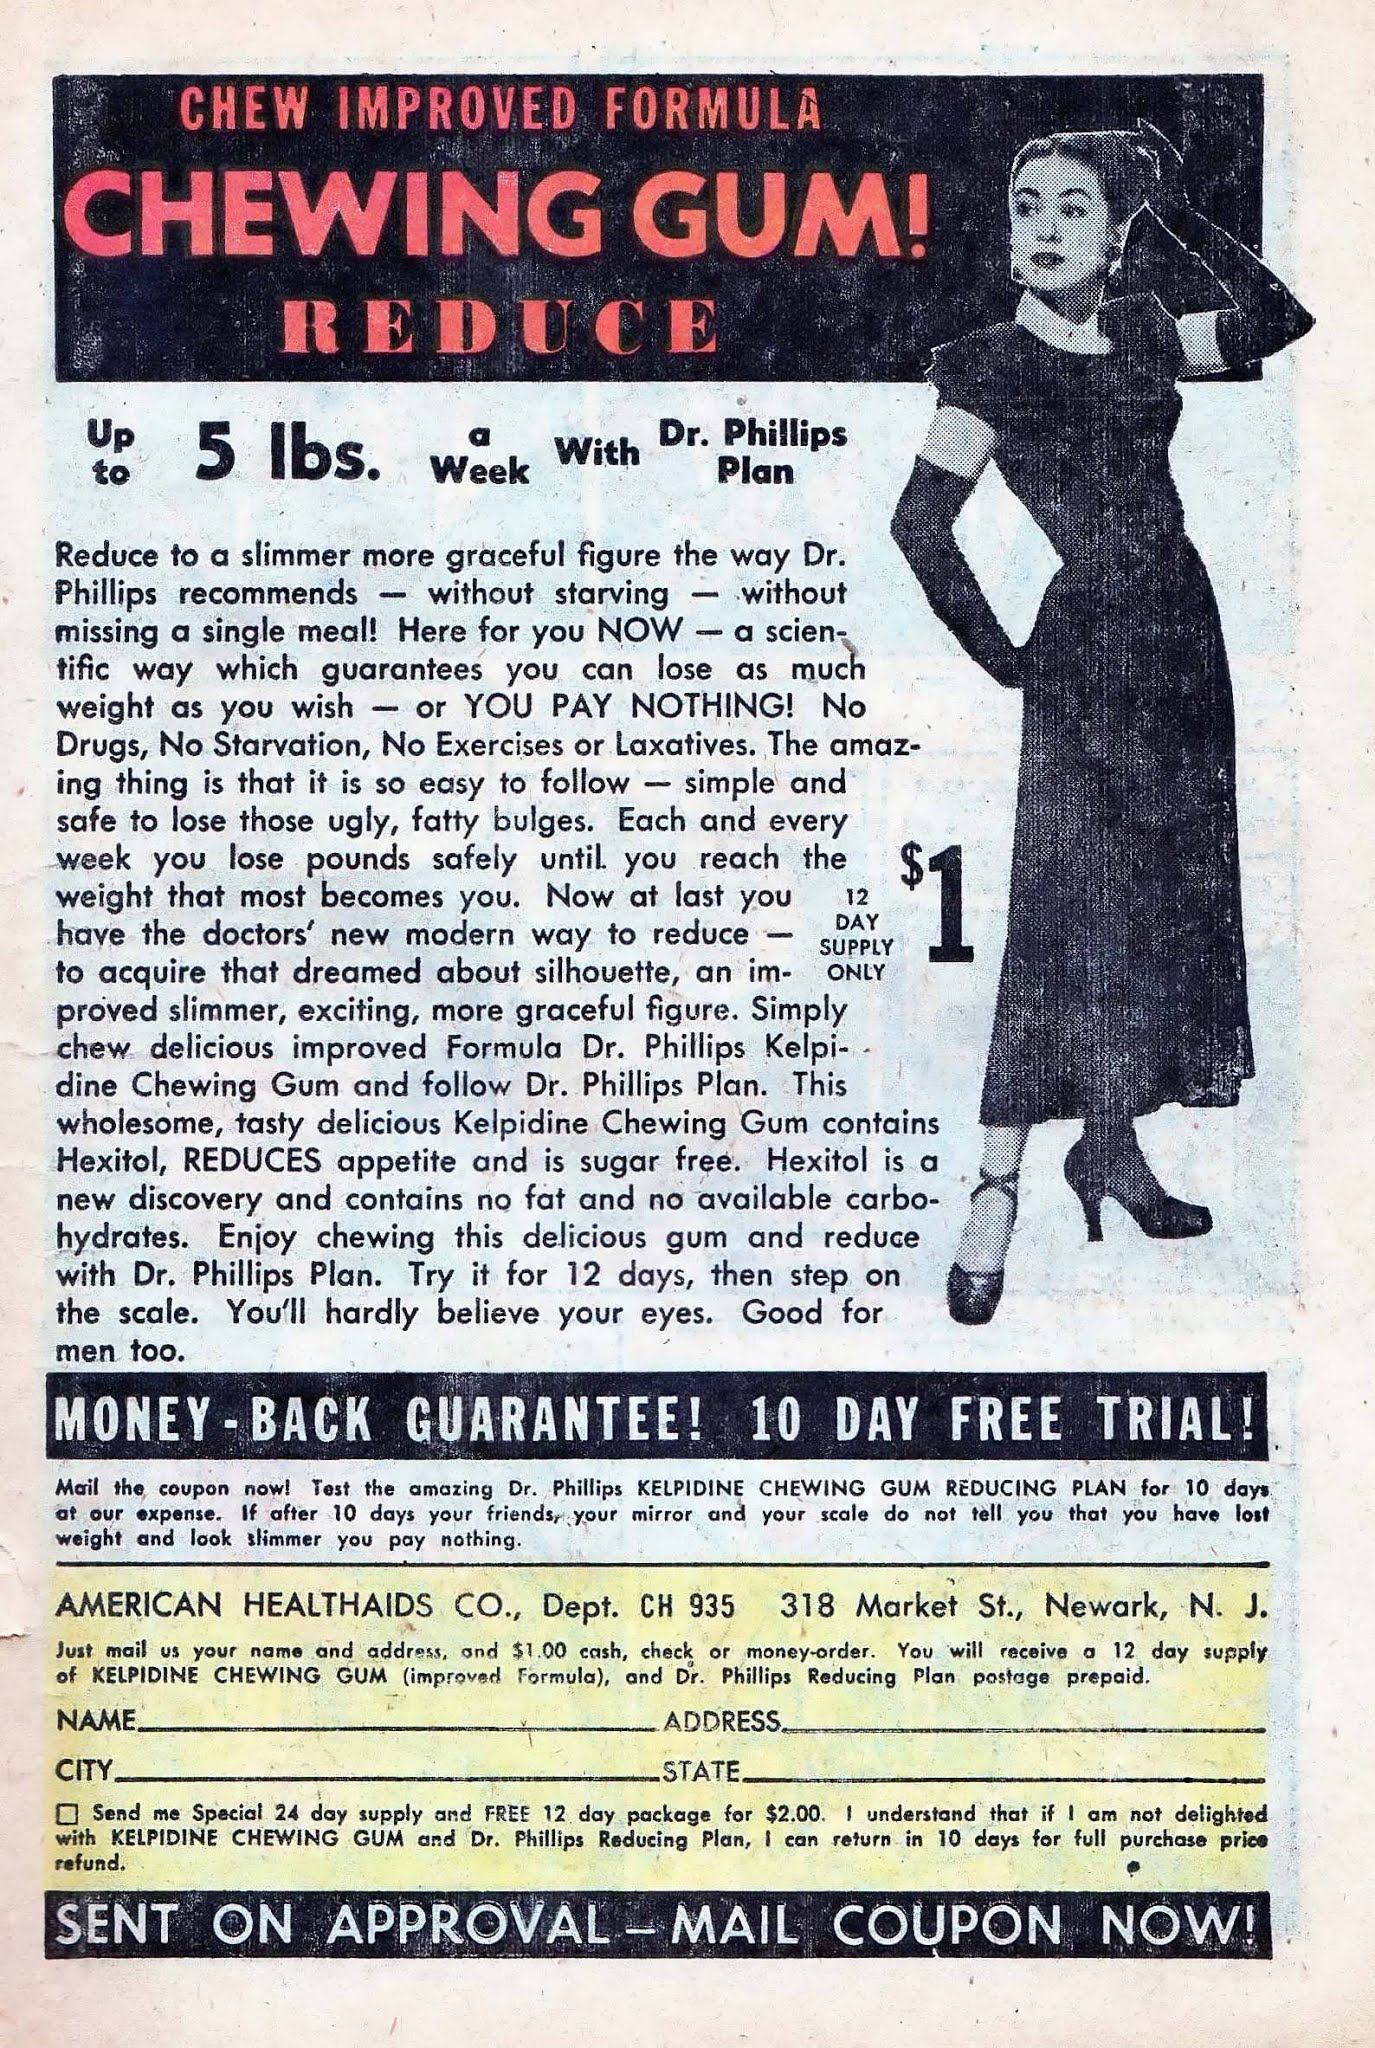 CHEW IMPROVED FORMULA
CHEWING GUM!
REDUCE
Up to 5 lbs. a Week With Dr. Phillips Plan
Reduce to a slimmer more graceful figure the way Dr.
Phillips recommends — without starving — without
missing a single meal! Here for you NOW — a scien-
tific way which guarantees you can lose as much
weight as you wish — or YOU PAY NOTHING! No
Drugs, No Starvation, No Exercises or Laxatives. The amaz-
ing thing is that it is so easy to follow — simple and
safe to lose those ugly, fatty bulges. Each and every
week you lose pounds safely until you reach the
weight that most becomes you. Now at last you
have the doctors' new modern way to reduce —
to acquire that dreamed about silhouette, an im-
proved slimmer, exciting, more graceful figure. Simply
chew delicious improved Formula Dr. Phillips Kelpi-
dine Chewing Gum and follow Dr. Phillips Plan. This
wholesome, tasty delicious Kelpidine Chewing Gum contains
Hexitol, REDUCES appetite and is sugar free. Hexitol is a
new discovery and contains no fat and no available carbo-
hydrates. Enjoy chewing this delicious gum and reduce
with Dr. Phillips Plan. Try it for 12 days, then step on
the scale. You'll hardly believe your eyes. Good for
men too.
12
DAY
SUPPLY
ONLY
$1
MONEY-BACK GUARANTEE! 10 DAY FREE TRIAL!
Mail the coupon now! Test the amazing Dr. Phillips KELPIDINE CHEWING GUM REDUCING PLAN for 10 days
at our expense. If after 10 days your friends, your mirror and your scale do not tell you that you have lost
weight and look slimmer you pay nothing.
AMERICAN HEALTHAIDS CO., Dept. CH 935 318 Market St., Newark, N. J.
Just mail us your name and address, and $1.00 cash, check or money-order. You will receive a 12 day supply
of KELPIDINE CHEWING GUM (improved Formula), and Dr. Phillips Reducing Plan postage prepaid.
NAME ADDRESS
CITY STATE
Send me Special 24 day supply and FREE 12 day package for $2.00. I understand that if I am not delighted
with KELPIDINE CHEWING GUM and Dr. Phillips Reducing Plan, I can return in 10 days for full purchase price
refund.
SENT ON APPROVAL — MAIL COUPON NOW!